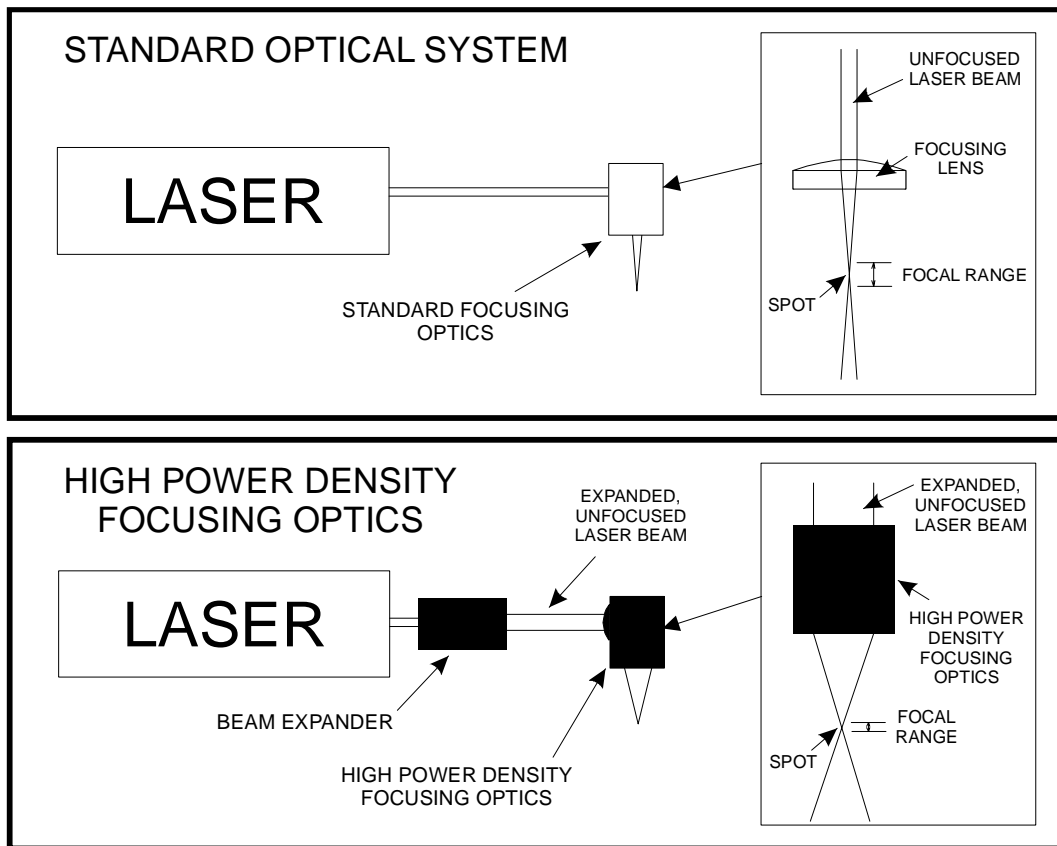 STANDARD OPTICAL SYSTEM
LASER
STANDARD FOCUSING
OPTICS
UNFOCUSED
LASER BEAM
FOCUSING
LENS
FOCAL RANGE
SPOT
HIGH POWER DENSITY
FOCUSING OPTICS
LASER
BEAM EXPANDER
EXPANDED,
UNFOCUSED
LASER BEAM
HIGH POWER DENSITY
FOCUSING OPTICS
EXPANDED,
UNFOCUSED
LASER BEAM
HIGH POWER
DENSITY
FOCUSING
OPTICS
FOCAL
RANGE
SPOT